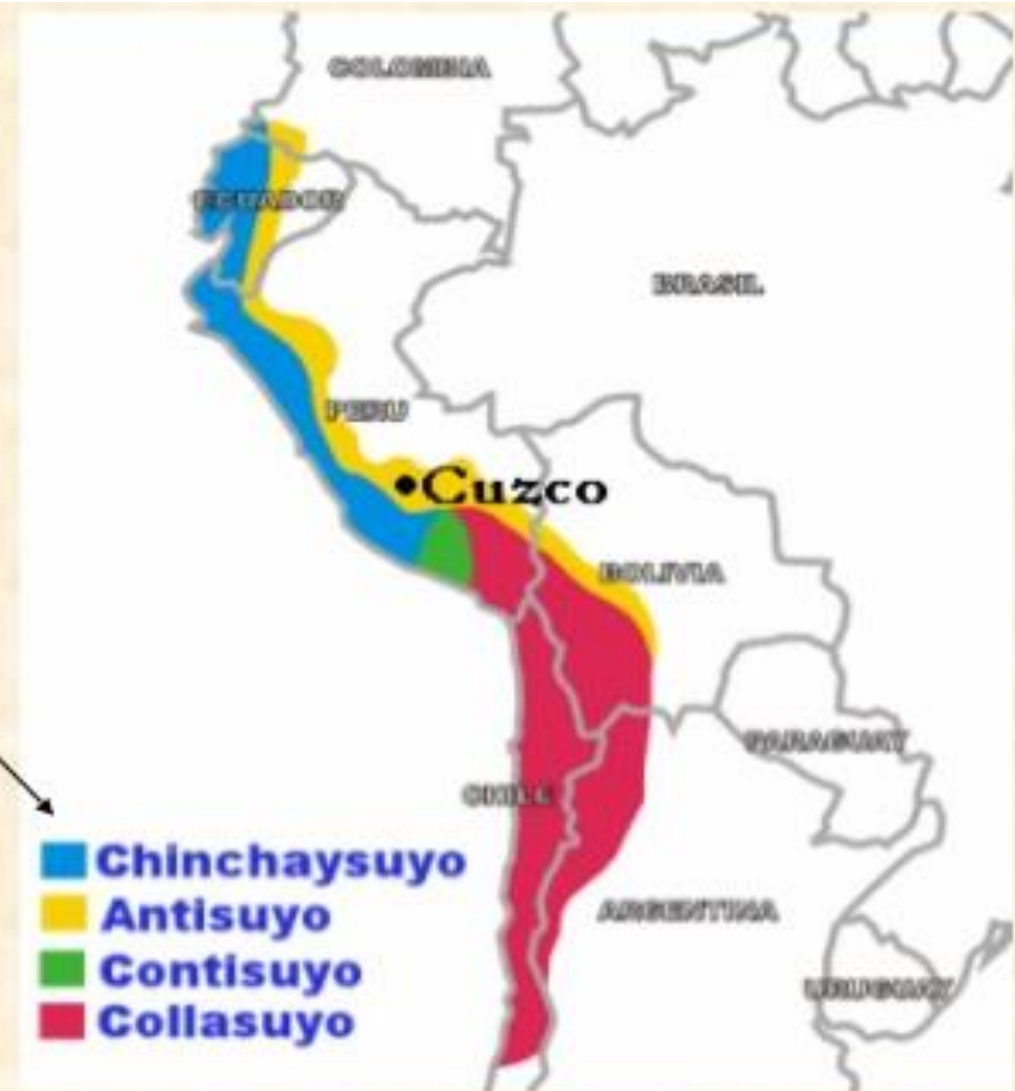 COLOMBIA
ECUADOR
BRASIL
PERU
Cuzco
BOLIVIA
PARAGUAY
CHILE
ARGENTINA
URUGUAY
Chinchaysuyo
Antisuyo
Contisuyo
Collasuyo